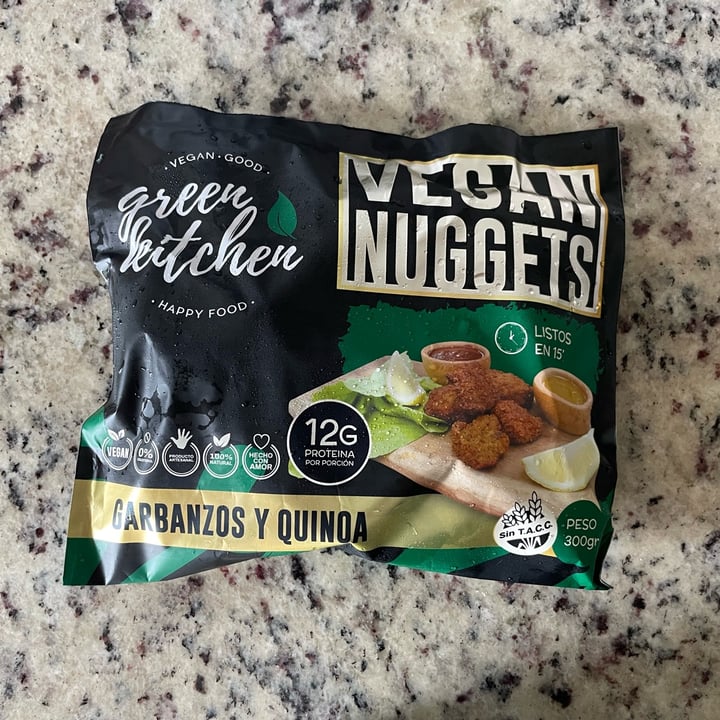 · VEGAN · GOOD ·
green
kitchen
· HAPPY FOOD ·
VEGAN
NUGGETS
LISTOS
EN 15'
12G
PROTEINA
POR PORCIÓN
VEGAN
0%
PRODUCTO
ARTESANAL
100%
NATURAL
HECHO
CON
AMOR
GARBANZOS Y QUINOA
Sin T.A.C.C.
PESO
300gr